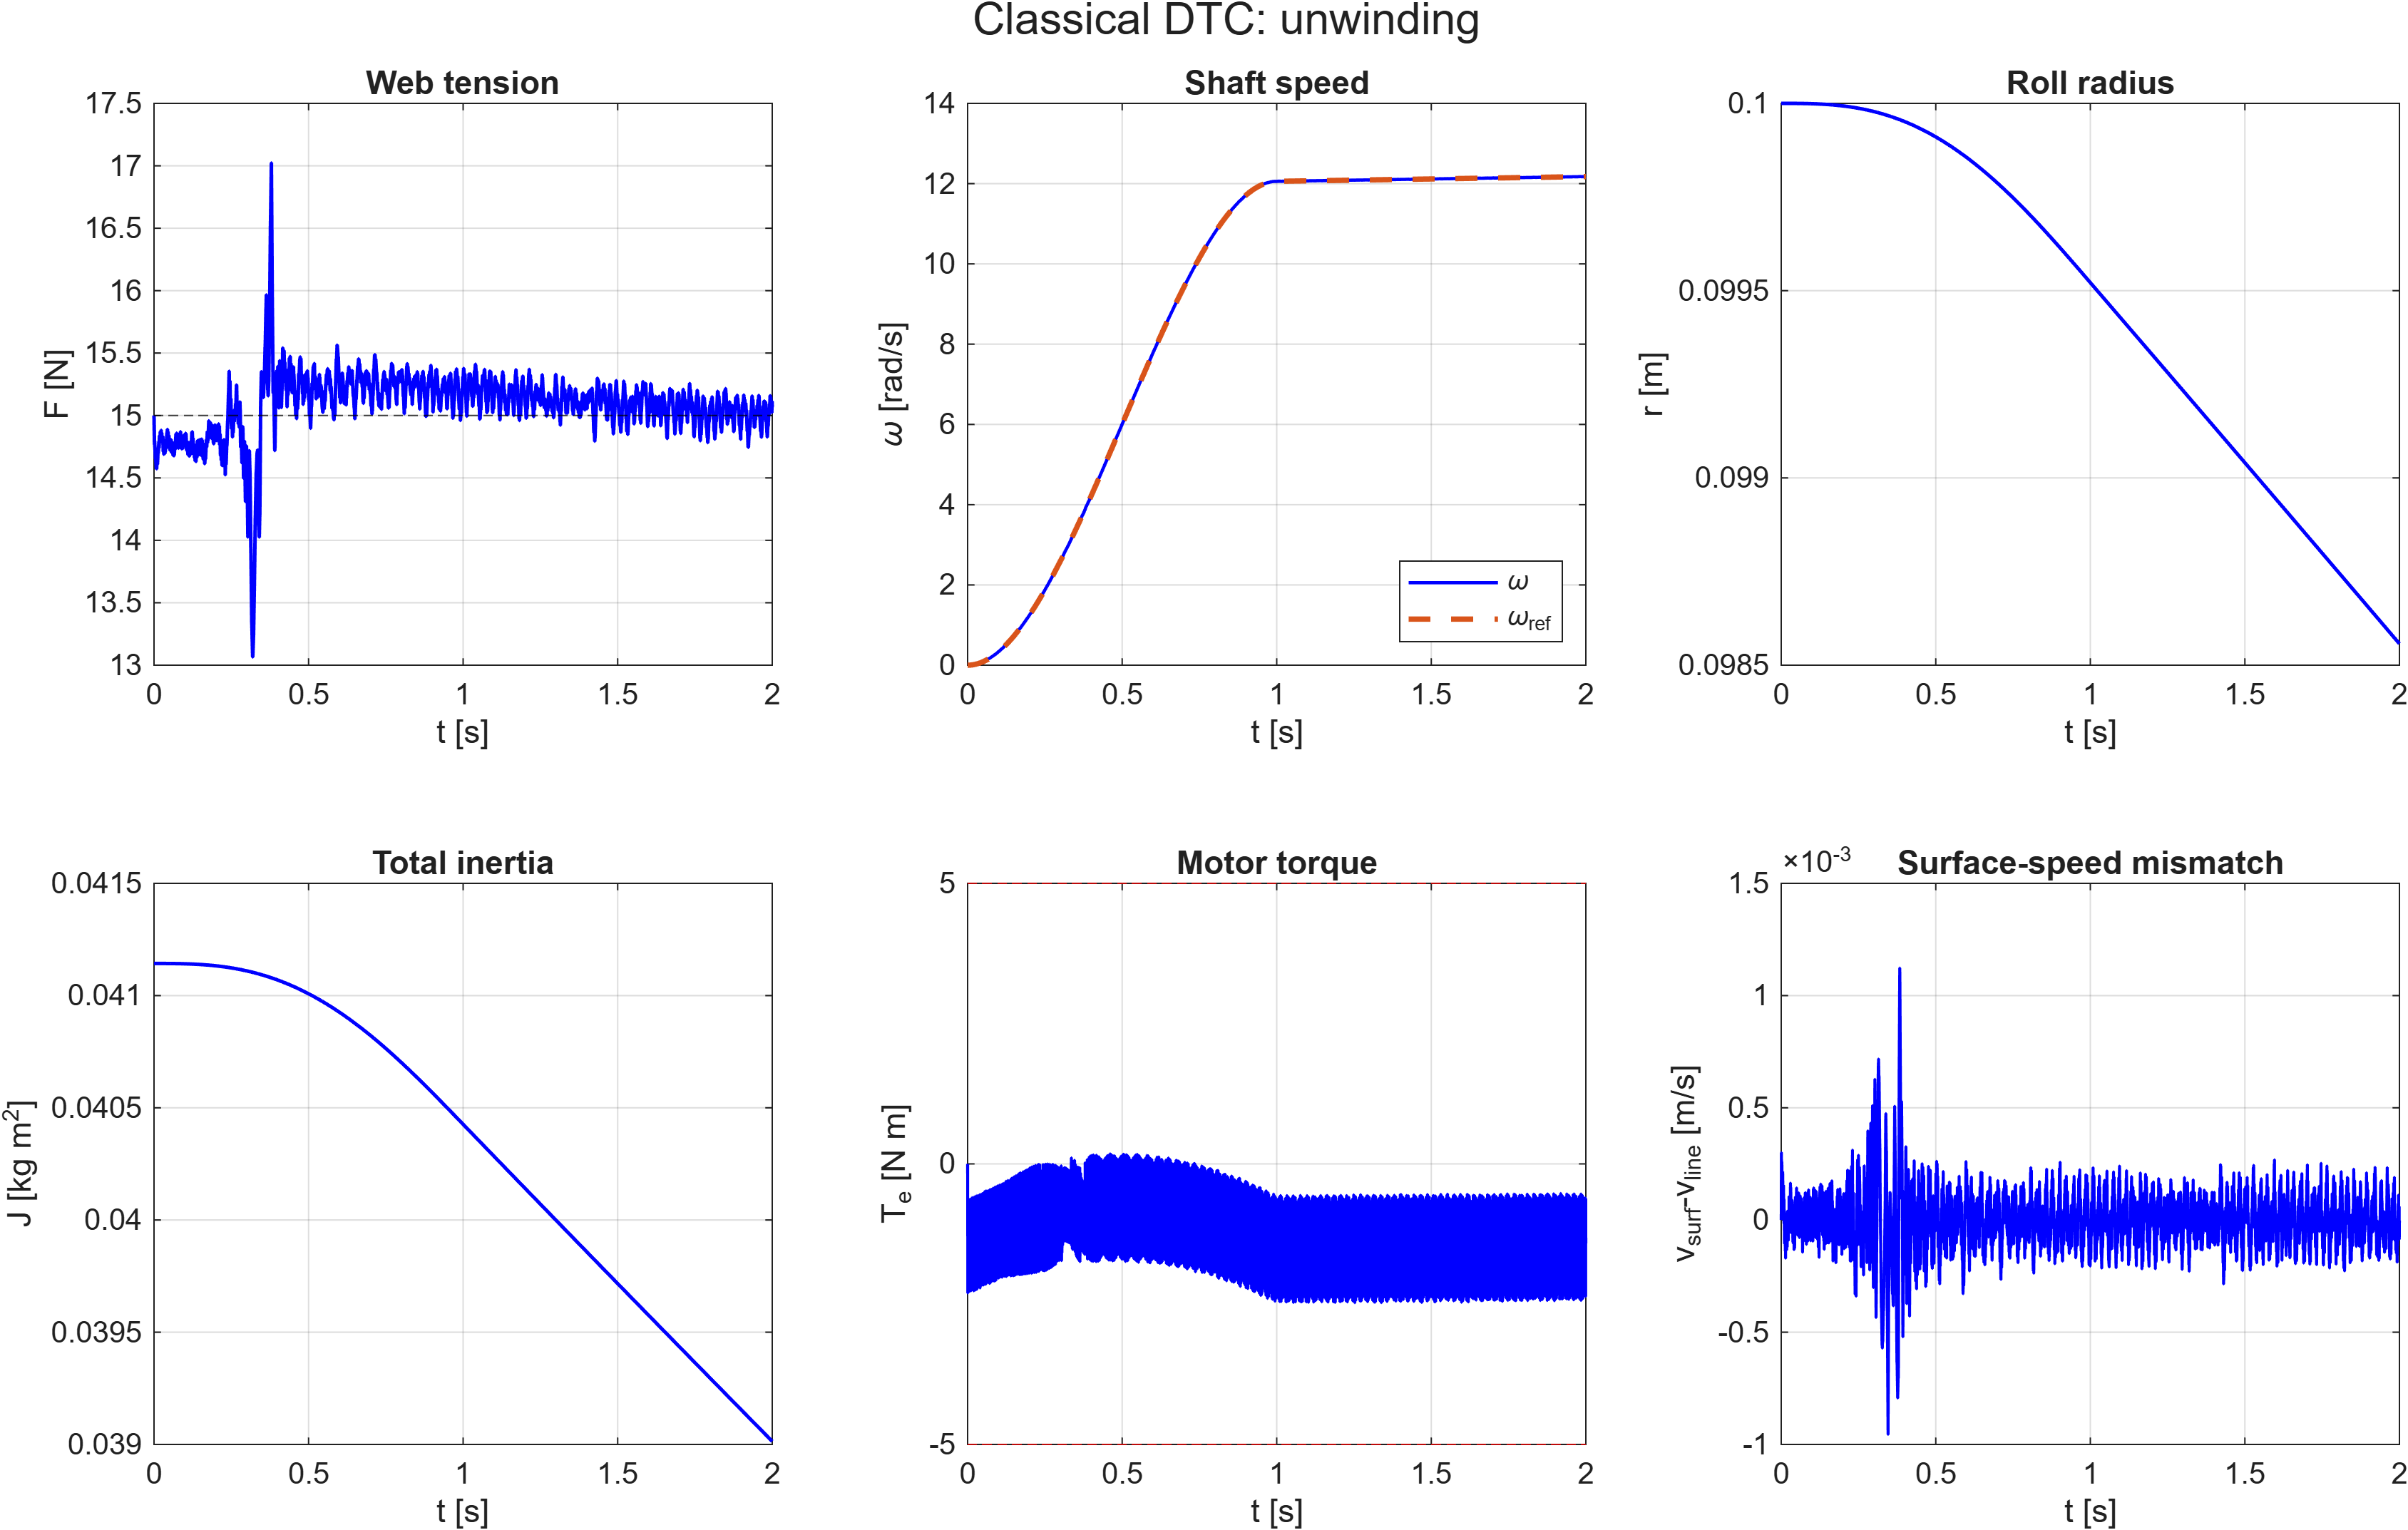 Classical DTC: unwinding
Web tension
17.5
17
16.5
16
15.5
15
14.5
14
13.5
13
F [N]
0 0.5 1 1.5 2
t [s]
Shaft speed
14
12
10
8
6
4
2
0
ω [rad/s]
ω
ω_ref
0 0.5 1 1.5 2
t [s]
Roll radius
0.1
0.0995
0.099
0.0985
r [m]
0 0.5 1 1.5 2
t [s]
Total inertia
0.0415
0.041
0.0405
0.04
0.0395
0.039
J [kg m²]
0 0.5 1 1.5 2
t [s]
Motor torque
5
0
-5
T_e [N m]
0 0.5 1 1.5 2
t [s]
×10⁻³
Surface-speed mismatch
1.5
1
0.5
0
-0.5
-1
v_surf-v_line [m/s]
0 0.5 1 1.5 2
t [s]